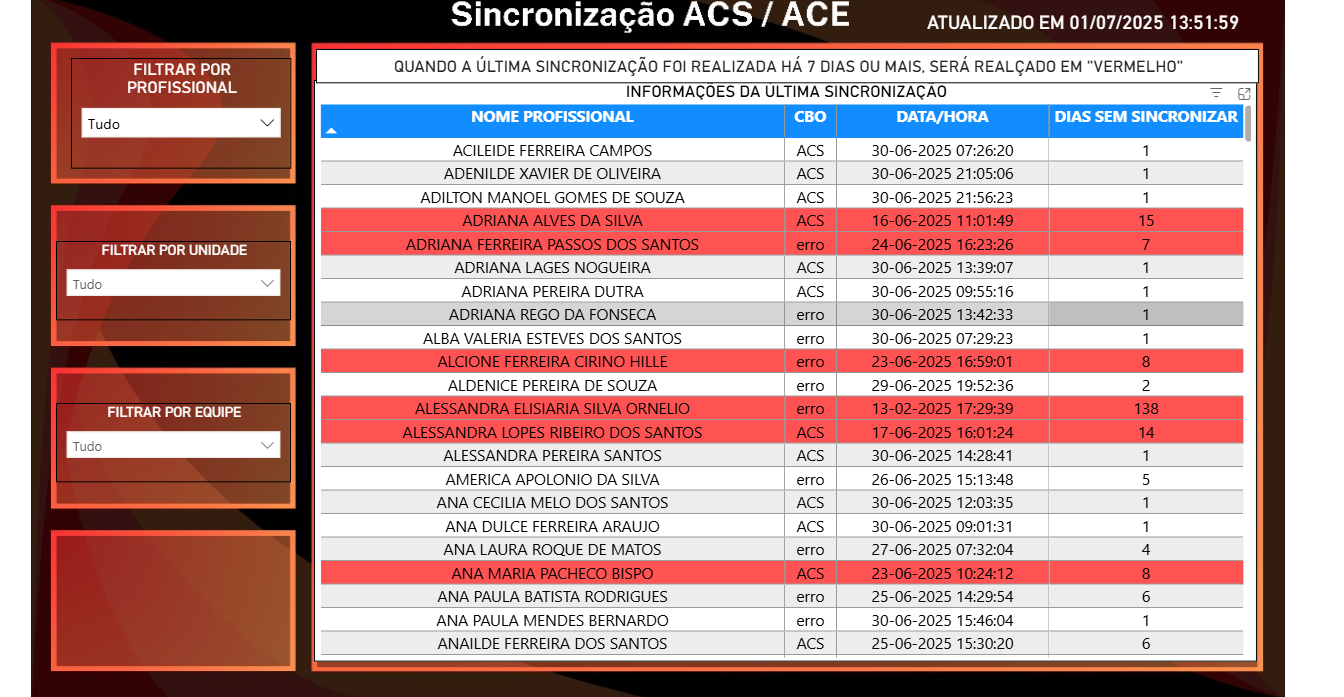 Sincronização ACS / ACE
ATUALIZADO EM 01/07/2025 13:51:59
FILTRAR POR
PROFISSIONAL
Tudo
FILTRAR POR UNIDADE
Tudo
FILTRAR POR EQUIPE
Tudo
QUANDO A ÚLTIMA SINCRONIZAÇÃO FOI REALIZADA HÁ 7 DIAS OU MAIS, SERÁ REALÇADO EM "VERMELHO"
INFORMAÇÕES DA ÚLTIMA SINCRONIZAÇÃO
NOME PROFISSIONAL CBO DATA/HORA DIAS SEM SINCRONIZAR
ACILEIDE FERREIRA CAMPOS ACS 30-06-2025 07:26:20 1
ADENILDE XAVIER DE OLIVEIRA ACS 30-06-2025 21:05:06 1
ADILTON MANOEL GOMES DE SOUZA ACS 30-06-2025 21:56:23 1
ADRIANA ALVES DA SILVA ACS 16-06-2025 11:01:49 15
ADRIANA FERREIRA PASSOS DOS SANTOS erro 24-06-2025 16:23:26 7
ADRIANA LAGES NOGUEIRA ACS 30-06-2025 13:39:07 1
ADRIANA PEREIRA DUTRA ACS 30-06-2025 09:55:16 1
ADRIANA REGO DA FONSECA erro 30-06-2025 13:42:33 1
ALBA VALERIA ESTEVES DOS SANTOS erro 30-06-2025 07:29:23 1
ALCIONE FERREIRA CIRINO HILLE erro 23-06-2025 16:59:01 8
ALDENICE PEREIRA DE SOUZA erro 29-06-2025 19:52:36 2
ALESSANDRA ELISIARIA SILVA ORNELIO erro 13-02-2025 17:29:39 138
ALESSANDRA LOPES RIBEIRO DOS SANTOS ACS 17-06-2025 16:01:24 14
ALESSANDRA PEREIRA SANTOS ACS 30-06-2025 14:28:41 1
AMERICA APOLONIO DA SILVA erro 26-06-2025 15:13:48 5
ANA CECILIA MELO DOS SANTOS ACS 30-06-2025 12:03:35 1
ANA DULCE FERREIRA ARAUJO ACS 30-06-2025 09:01:31 1
ANA LAURA ROQUE DE MATOS erro 27-06-2025 07:32:04 4
ANA MARIA PACHECO BISPO ACS 23-06-2025 10:24:12 8
ANA PAULA BATISTA RODRIGUES erro 25-06-2025 14:29:54 6
ANA PAULA MENDES BERNARDO erro 30-06-2025 15:46:04 1
ANAILDE FERREIRA DOS SANTOS ACS 25-06-2025 15:30:20 6